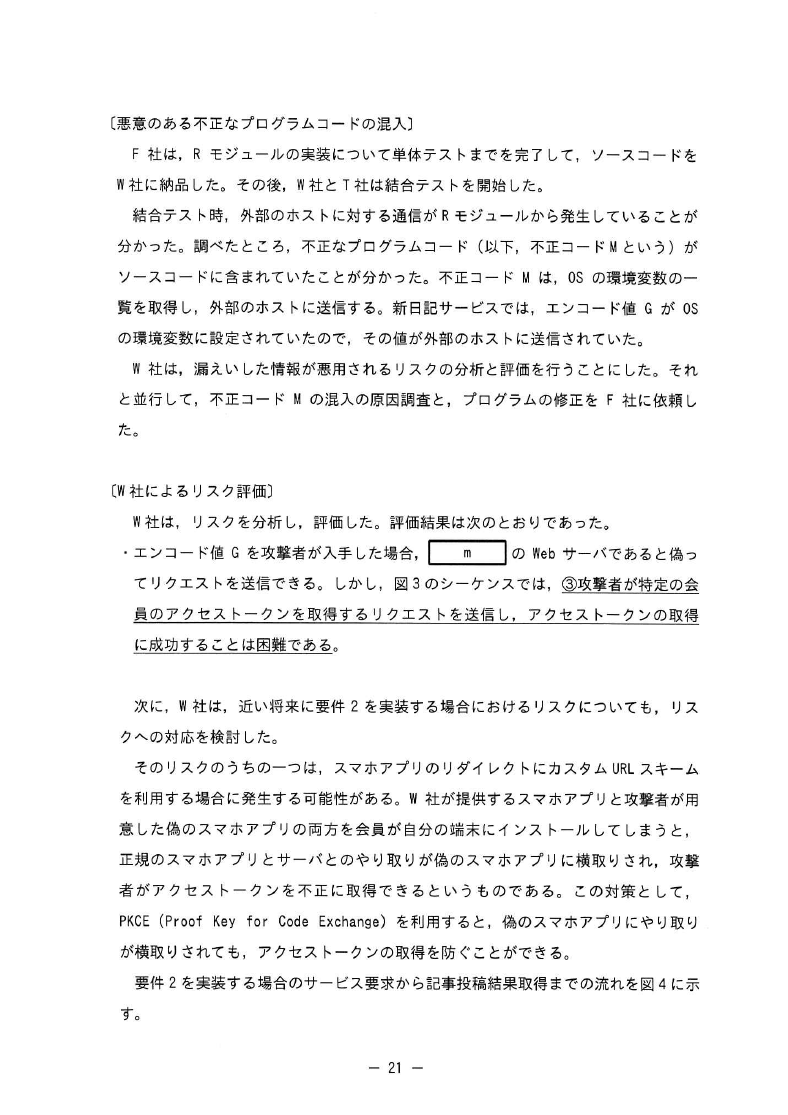 〔悪意のある不正なプログラムコードの混入〕
F 社は，R モジュールの実装について単体テストまでを完了して，ソースコードを
W社に納品した。その後，W社とT社は結合テストを開始した。
結合テスト時，外部のホストに対する通信がRモジュールから発生していることが
分かった。調べたところ，不正なプログラムコード（以下，不正コードMという）が
ソースコードに含まれていたことが分かった。不正コード M は，OS の環境変数の一
覧を取得し，外部のホストに送信する。新日記サービスでは，エンコード値 G が OS
の環境変数に設定されていたので，その値が外部のホストに送信されていた。
W 社は，漏えいした情報が悪用されるリスクの分析と評価を行うことにした。それ
と並行して，不正コード M の混入の原因調査と，プログラムの修正を F 社に依頼し
た。
〔W社によるリスク評価〕
W社は，リスクを分析し，評価した。評価結果は次のとおりであった。
・エンコード値 G を攻撃者が入手した場合， m の Web サーバであると偽っ
てリクエストを送信できる。しかし，図3のシーケンスでは，③攻撃者が特定の会
員のアクセストークンを取得するリクエストを送信し，アクセストークンの取得
に成功することは困難である。
次に，W社は，近い将来に要件2を実装する場合におけるリスクについても，リス
クへの対応を検討した。
そのリスクのうちの一つは，スマホアプリのリダイレクトにカスタムURLスキーム
を利用する場合に発生する可能性がある。W 社が提供するスマホアプリと攻撃者が用
意した偽のスマホアプリの両方を会員が自分の端末にインストールしてしまうと，
正規のスマホアプリとサーバとのやり取りが偽のスマホアプリに横取りされ，攻撃
者がアクセストークンを不正に取得できるというものである。この対策として，
PKCE（Proof Key for Code Exchange）を利用すると，偽のスマホアプリにやり取り
が横取りされても，アクセストークンの取得を防ぐことができる。
要件2を実装する場合のサービス要求から記事投稿結果取得までの流れを図4に示
す。
― 21 ―